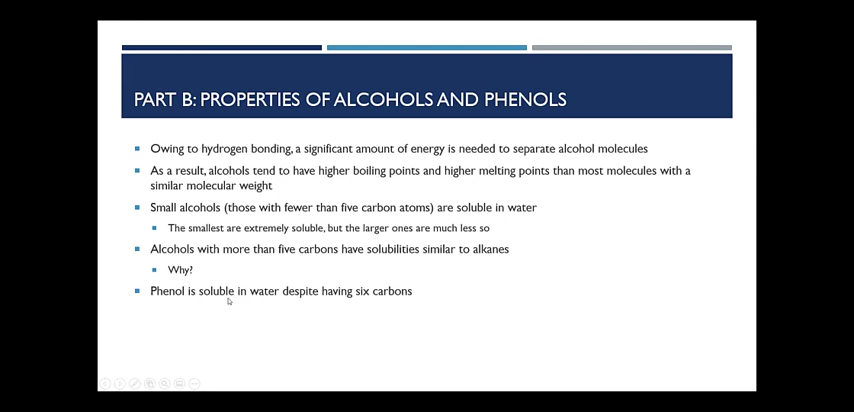 PART B: PROPERTIES OF ALCOHOLS AND PHENOLS
Owing to hydrogen bonding, a significant amount of energy is needed to separate alcohol molecules
As a result, alcohols tend to have higher boiling points and higher melting points than most molecules with a
similar molecular weight
Small alcohols (those with fewer than five carbon atoms) are soluble in water
The smallest are extremely soluble, but the larger ones are much less so
Alcohols with more than five carbons have solubilities similar to alkanes
Why?
Phenol is soluble in water despite having six carbons